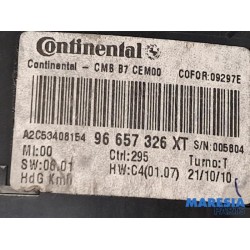 Continental
Continental - CMB B7 CEM00 COFOR:09297E
A2C53408154 96 657 326 XT S/N:005804
MI:00 Ctrl:295 Turno:T
SW:06.01 HW:C4(01.07) 21/10/10
HdG Km0
MARESIA